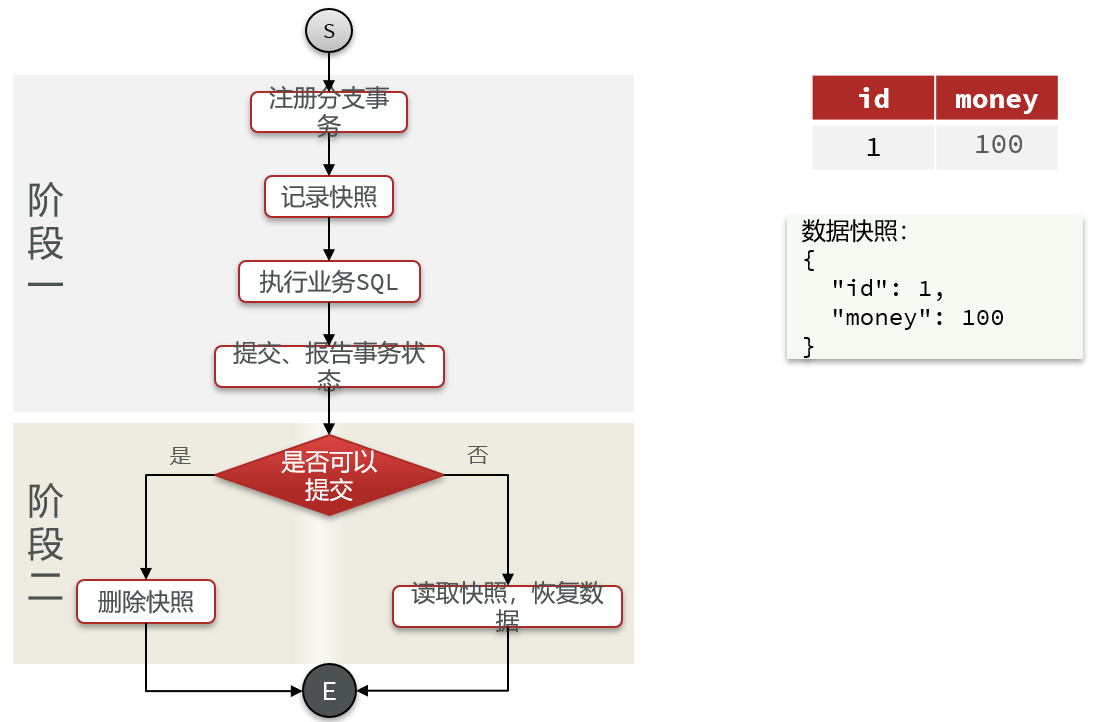 S
阶
段
一
注册分支事
务
记录快照
执行业务SQL
提交、报告事务状
态
阶
段
二
是
否
是否可以
提交
删除快照
读取快照，恢复数
据
E
id money
1 100
数据快照：
{
"id": 1,
"money": 100
}